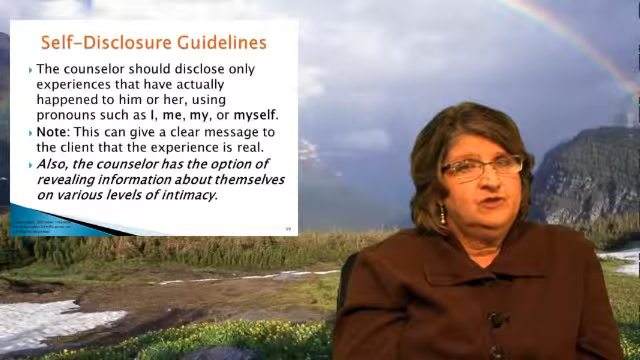 Self-Disclosure Guidelines
The counselor should disclose only
experiences that have actually
happened to him or her, using
pronouns such as I, me, my, or myself.
Note: This can give a clear message to
the client that the experience is real.
Also, the counselor has the option of
revealing information about themselves
on various levels of intimacy.